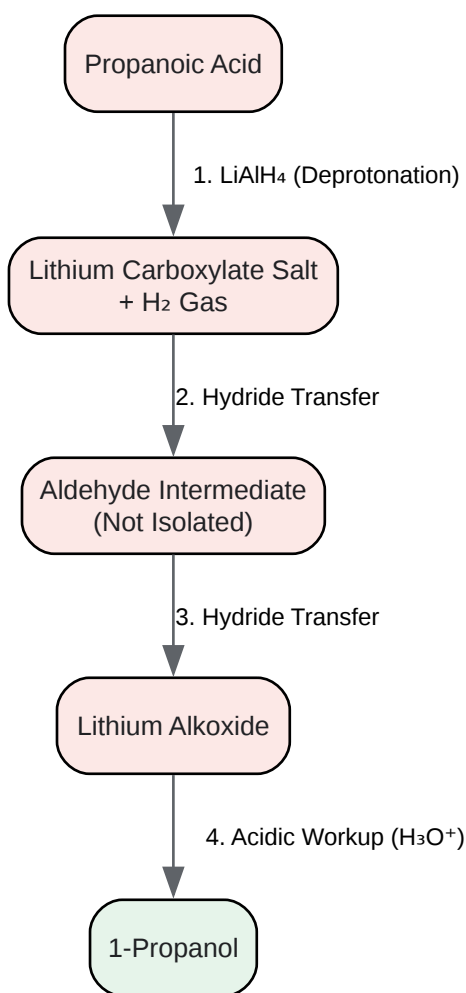 Propanoic Acid
1. LiAlH₄ (Deprotonation)
Lithium Carboxylate Salt
+ H₂ Gas
2. Hydride Transfer
Aldehyde Intermediate
(Not Isolated)
3. Hydride Transfer
Lithium Alkoxide
4. Acidic Workup (H₃O⁺)
1-Propanol